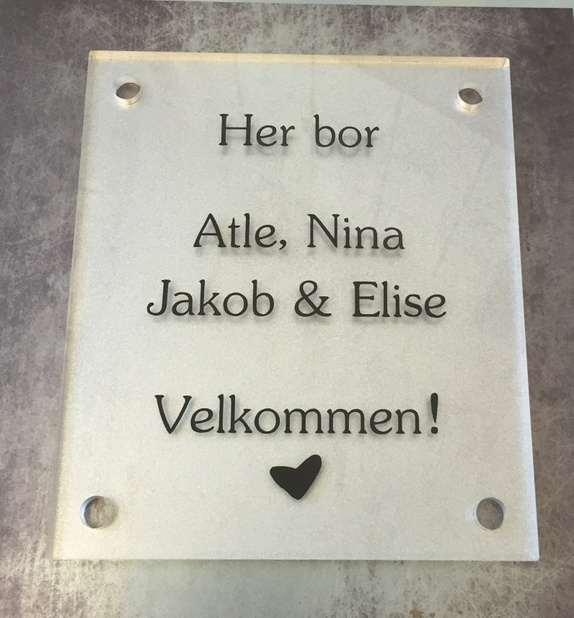 Her bor
Atle, Nina
Jakob & Elise
Velkommen!